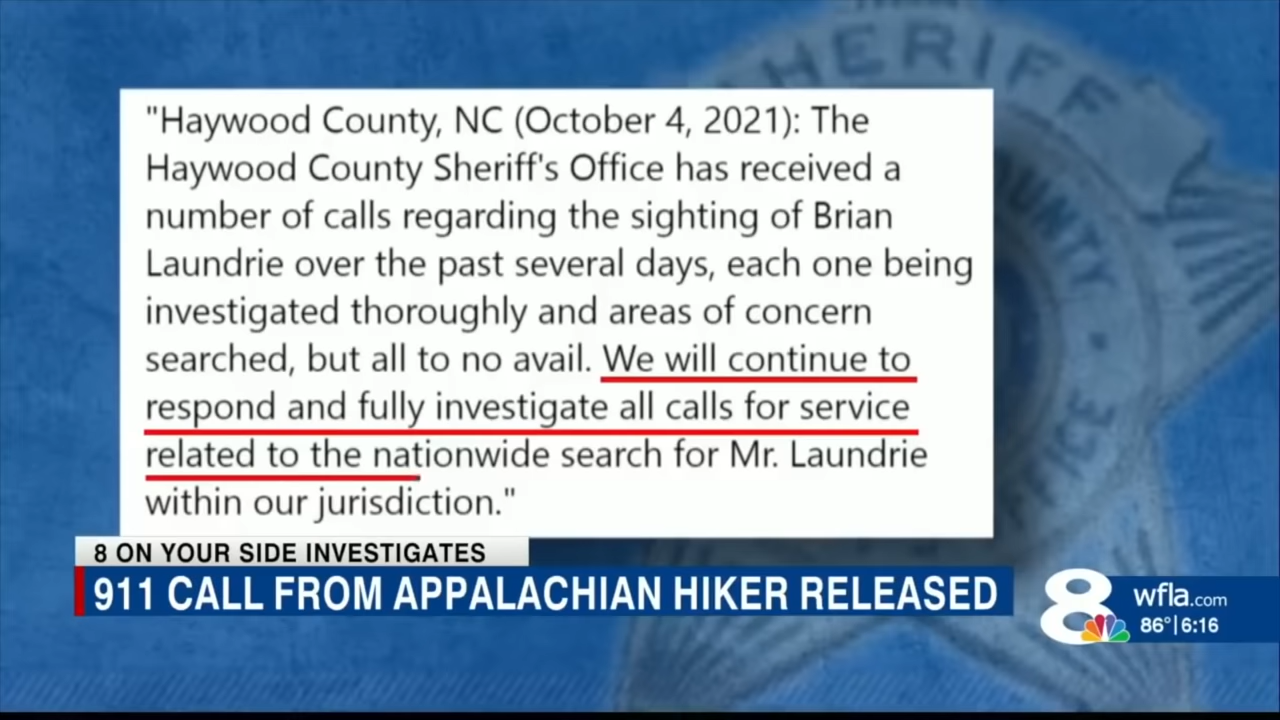 SHERIFF
COUNTY
OFFICE
"Haywood County, NC (October 4, 2021): The
Haywood County Sheriff's Office has received a
number of calls regarding the sighting of Brian
Laundrie over the past several days, each one being
investigated thoroughly and areas of concern
searched, but all to no avail. We will continue to
respond and fully investigate all calls for service
related to the nationwide search for Mr. Laundrie
within our jurisdiction."
8 ON YOUR SIDE INVESTIGATES
911 CALL FROM APPALACHIAN HIKER RELEASED
8
wfla.com
86°|6:16